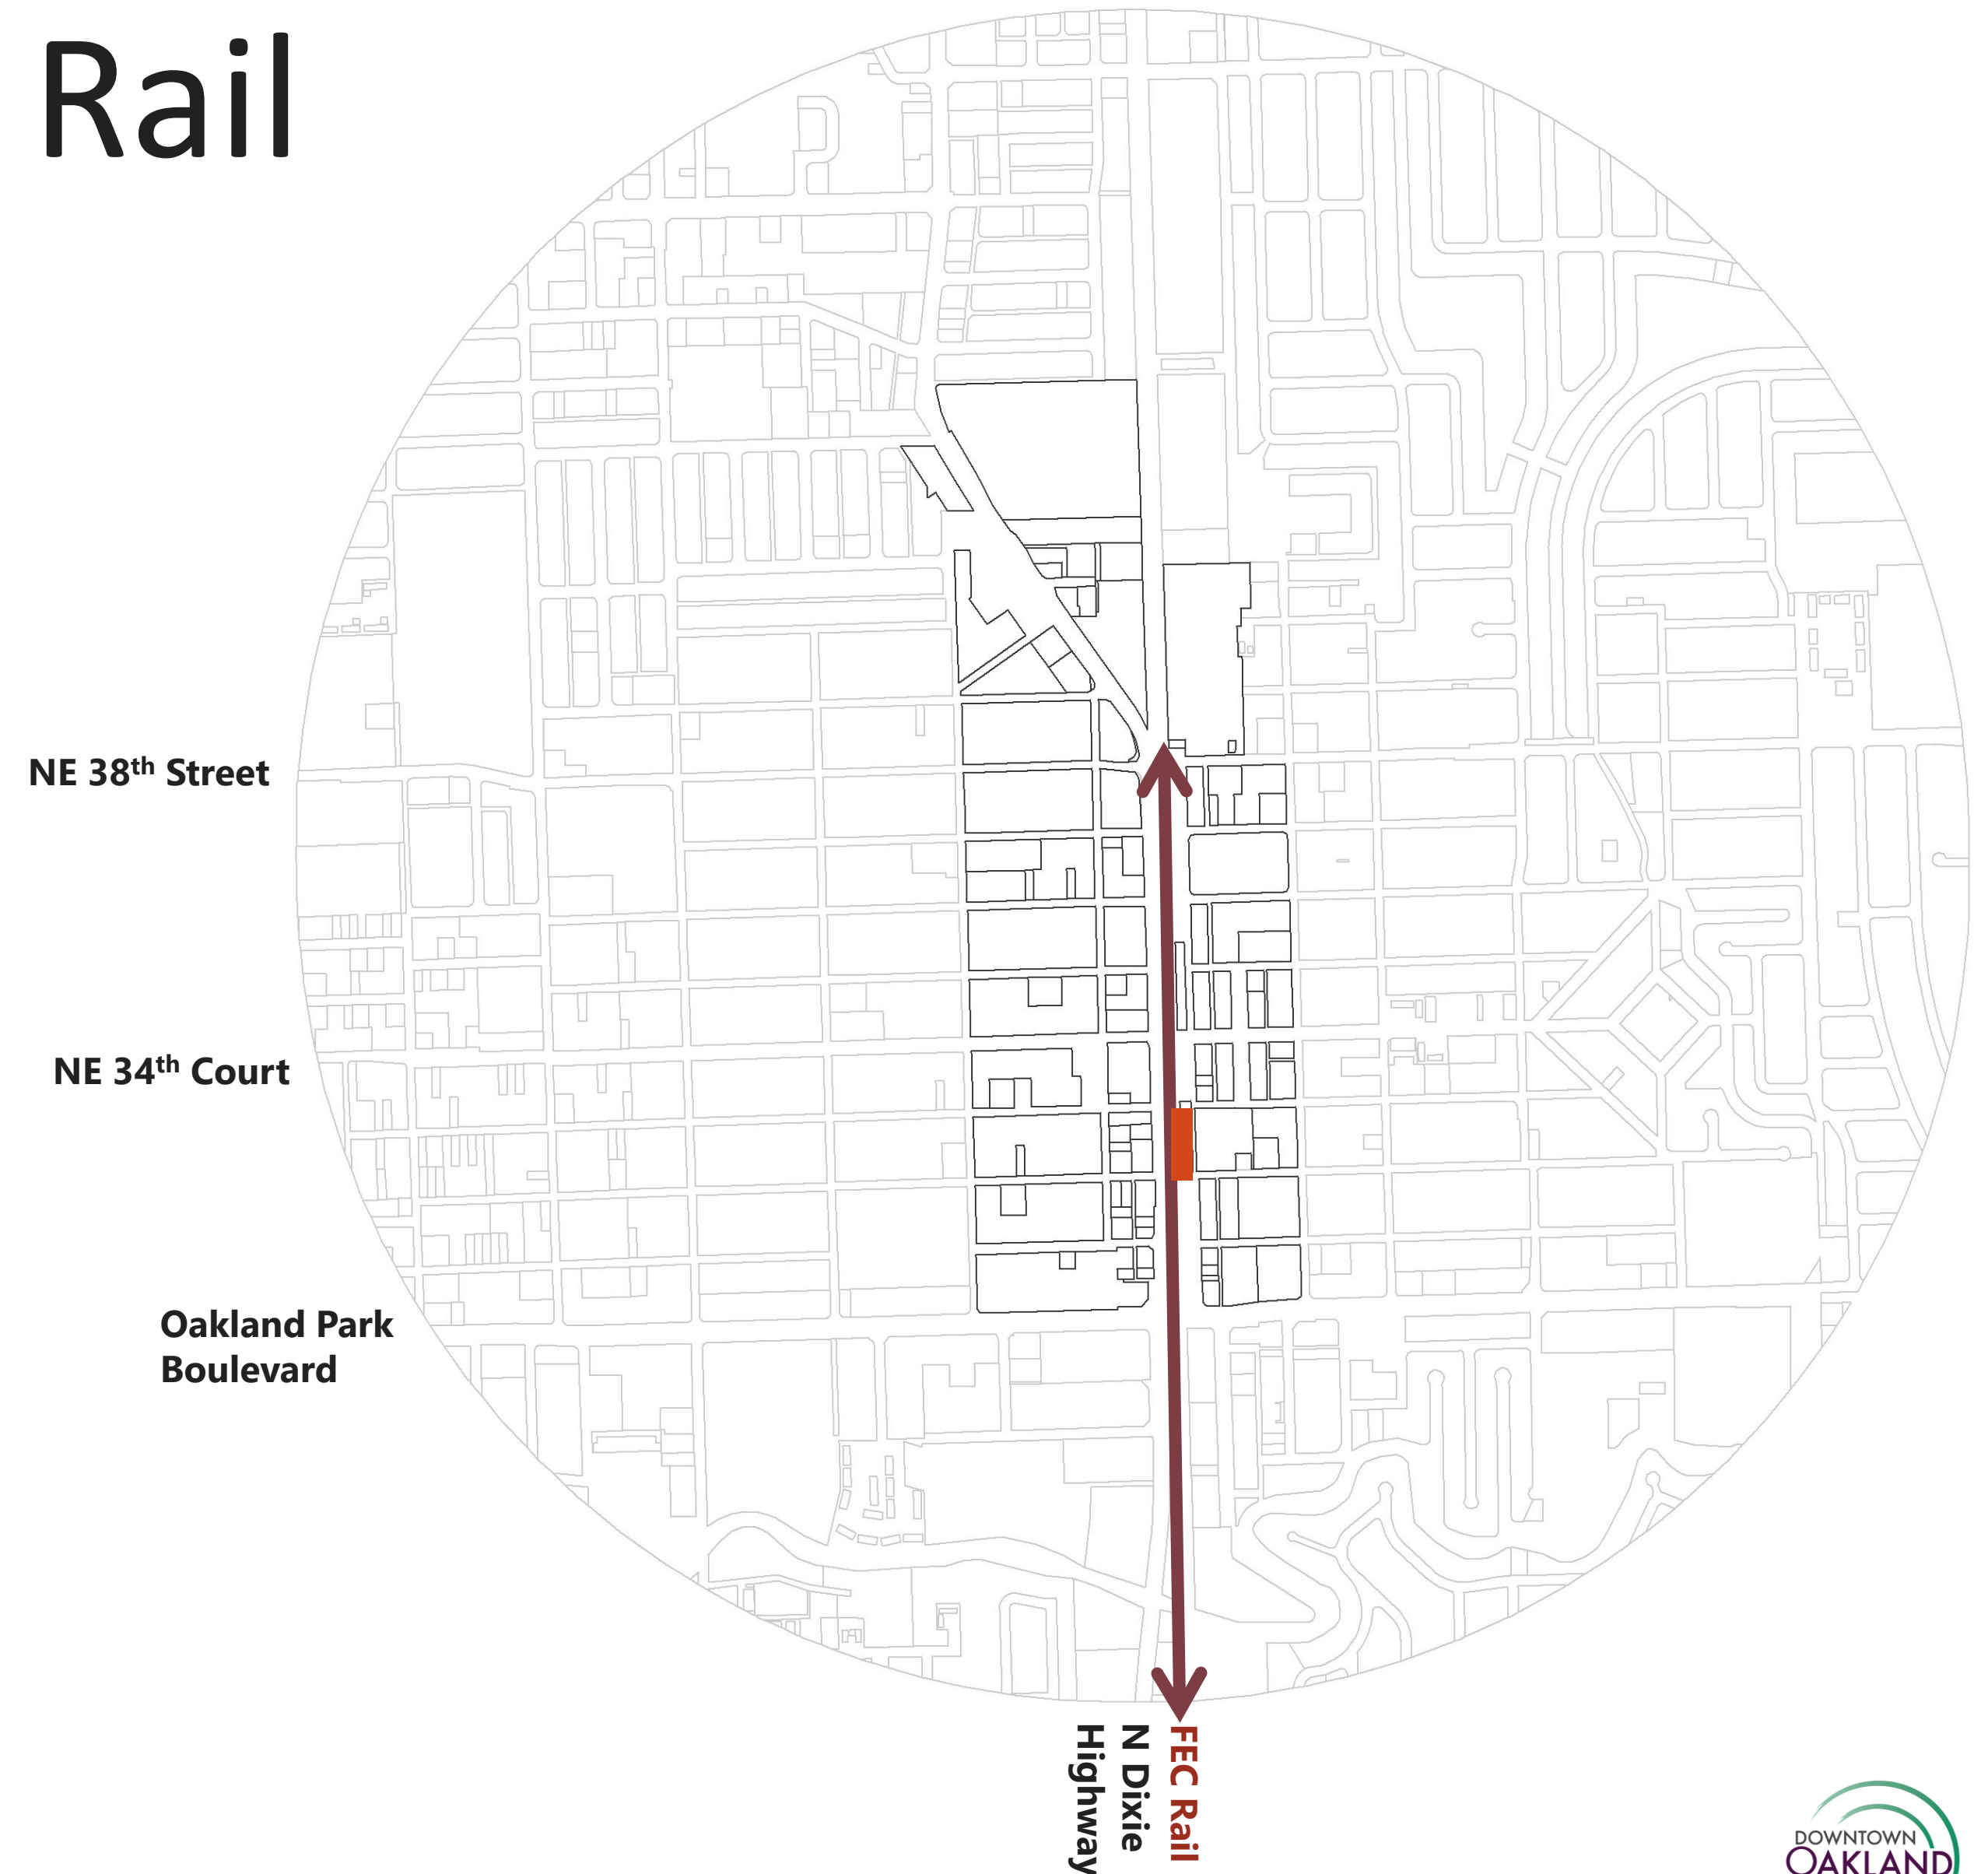 Rail
NE 38th Street
NE 34th Court
Oakland Park
Boulevard
FEC Rail
N Dixie
Highway
DOWNTOWN
OAKLAND